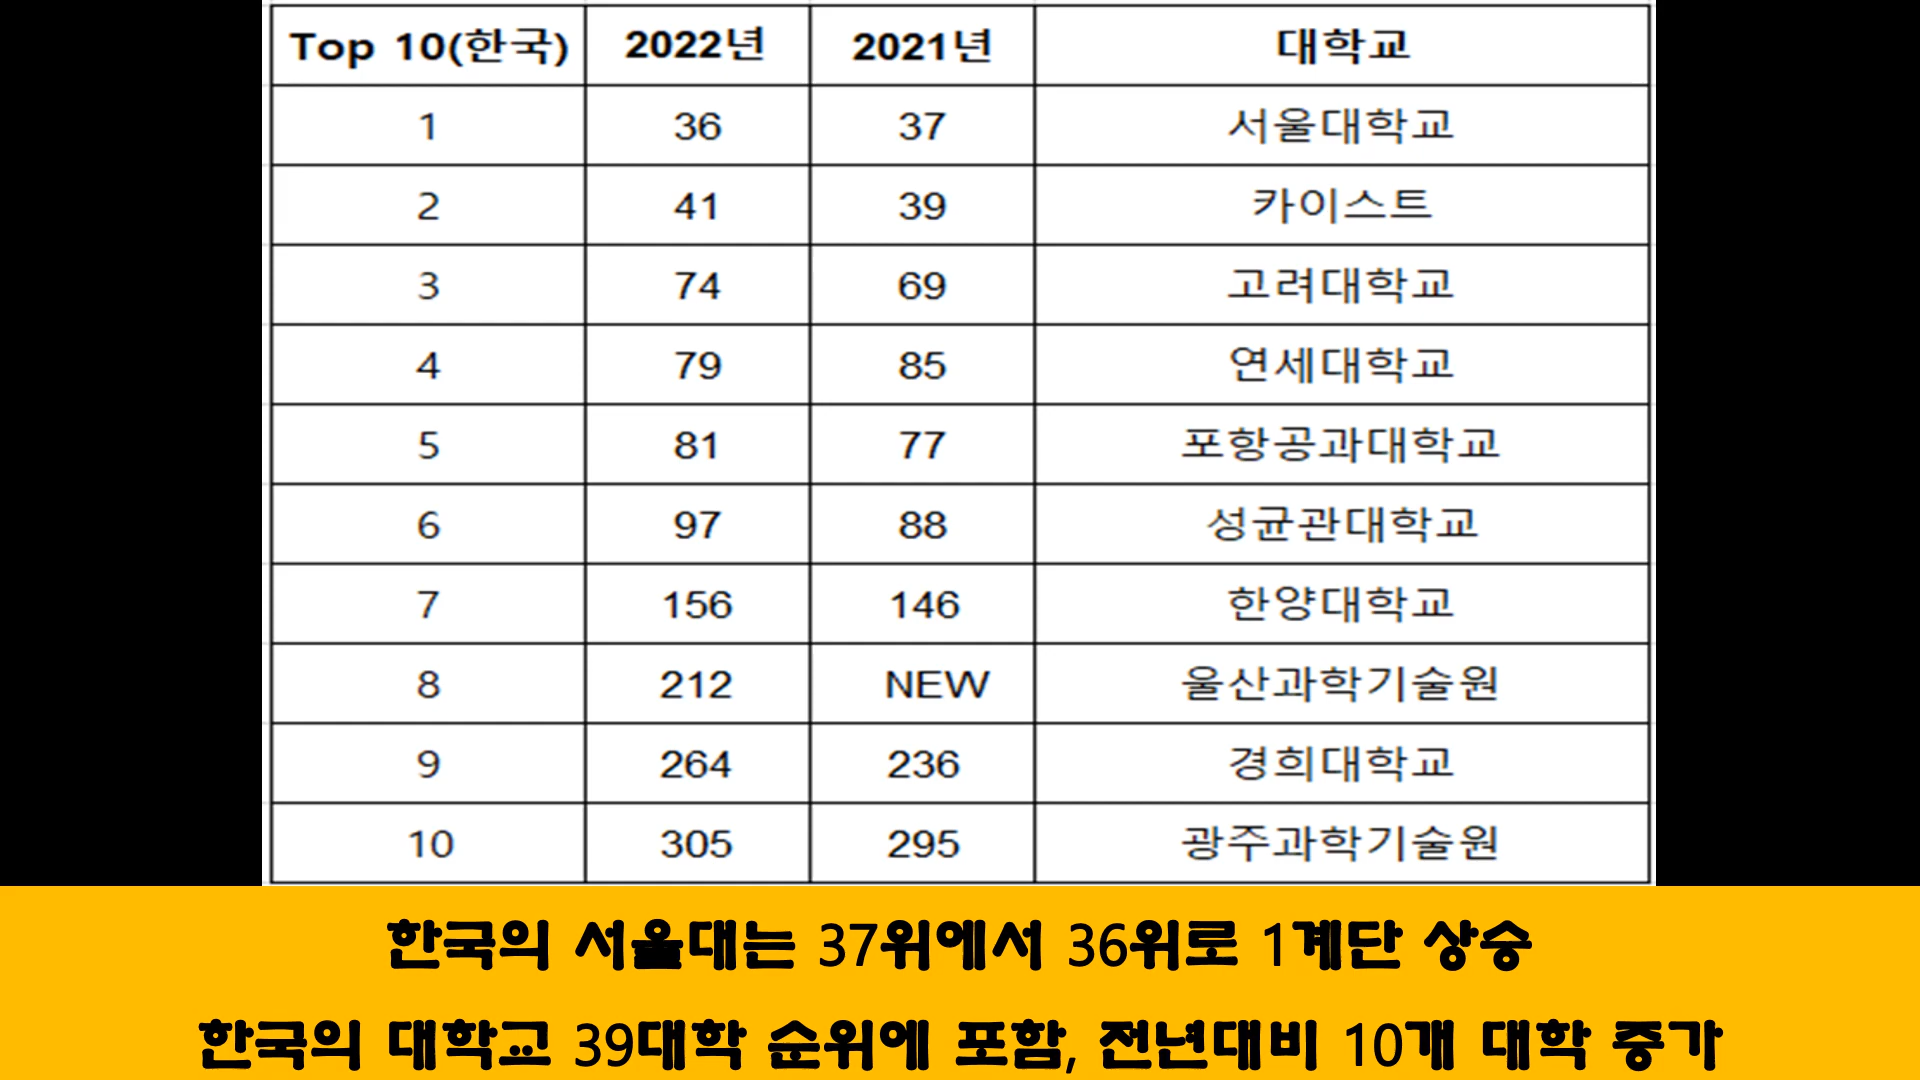 Top 10(한국) 2022년 2021년 대학교
1 36 37 서울대학교
2 41 39 카이스트
3 74 69 고려대학교
4 79 85 연세대학교
5 81 77 포항공과대학교
6 97 88 성균관대학교
7 156 146 한양대학교
8 212 NEW 울산과학기술원
9 264 236 경희대학교
10 305 295 광주과학기술원
한국의 서울대는 37위에서 36위로 1계단 상승
한국의 대학교 39대학 순위에 포함, 전년대비 10개 대학 증가